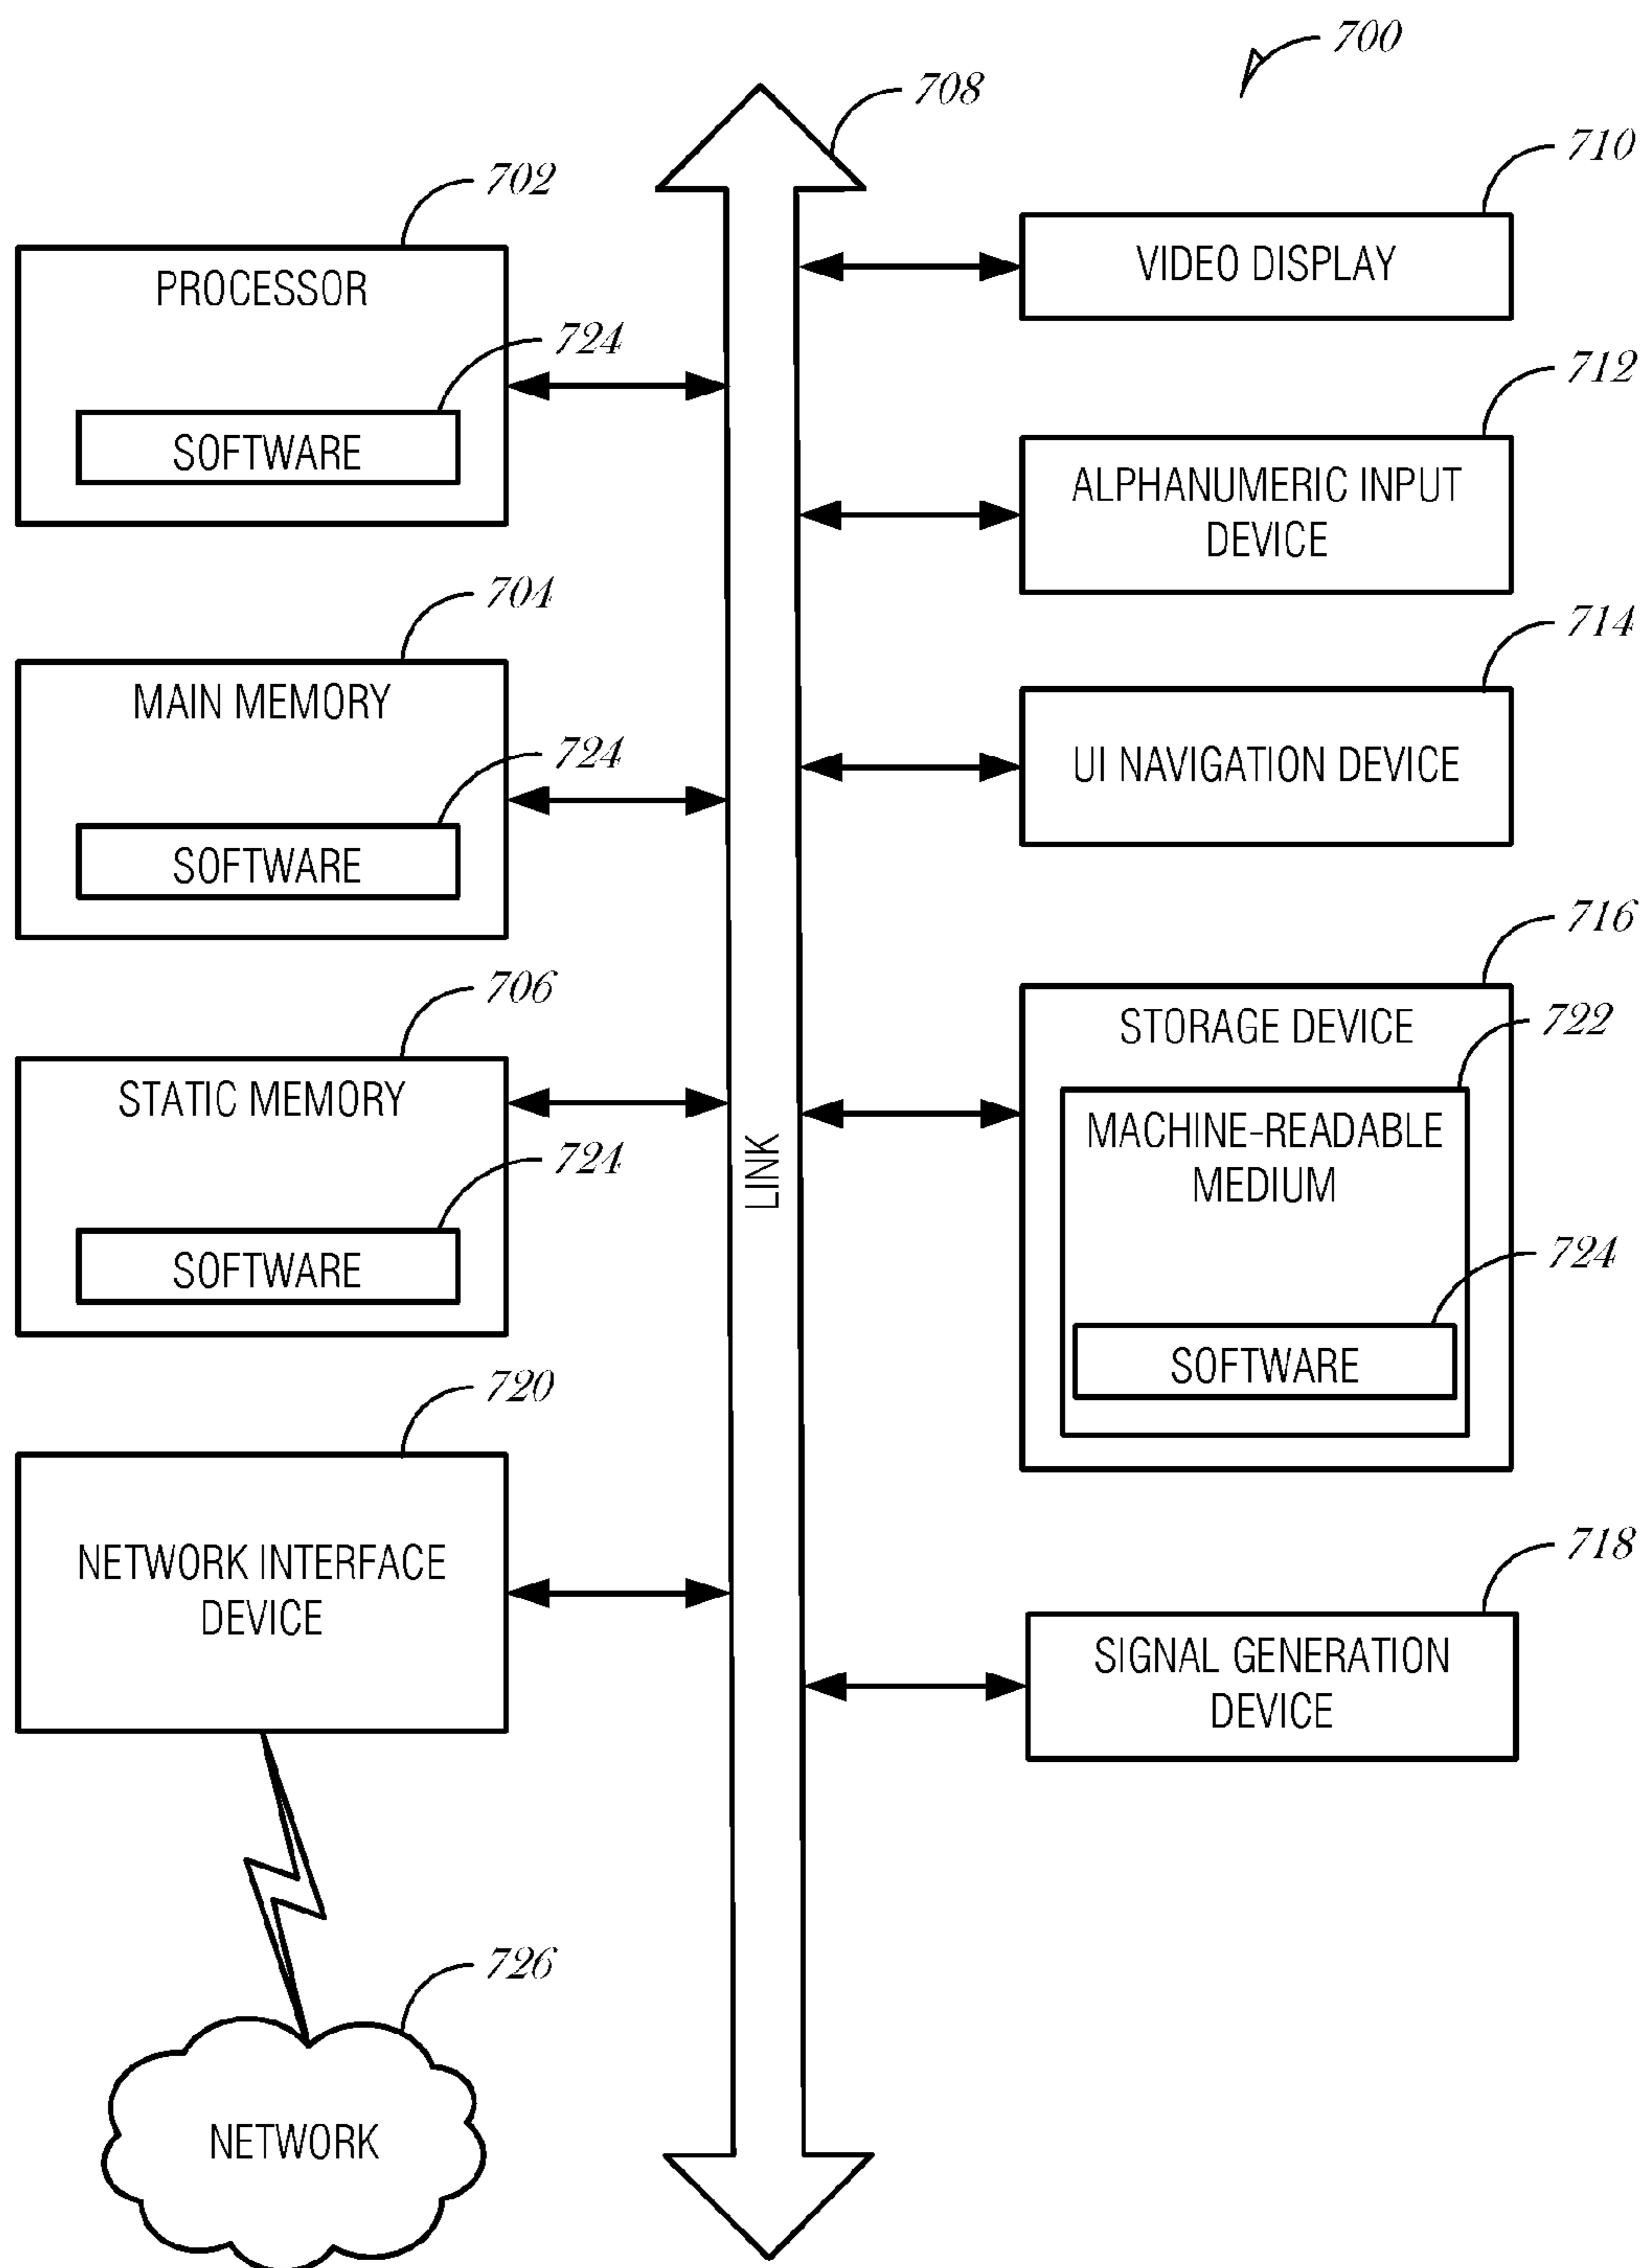 700
708
702
PROCESSOR
724
SOFTWARE
704
MAIN MEMORY
724
SOFTWARE
706
STATIC MEMORY
724
SOFTWARE
720
NETWORK INTERFACE
DEVICE
726
NETWORK
LINK
710
VIDEO DISPLAY
712
ALPHANUMERIC INPUT
DEVICE
714
UI NAVIGATION DEVICE
716
STORAGE DEVICE
722
MACHINE-READABLE
MEDIUM
724
SOFTWARE
718
SIGNAL GENERATION
DEVICE